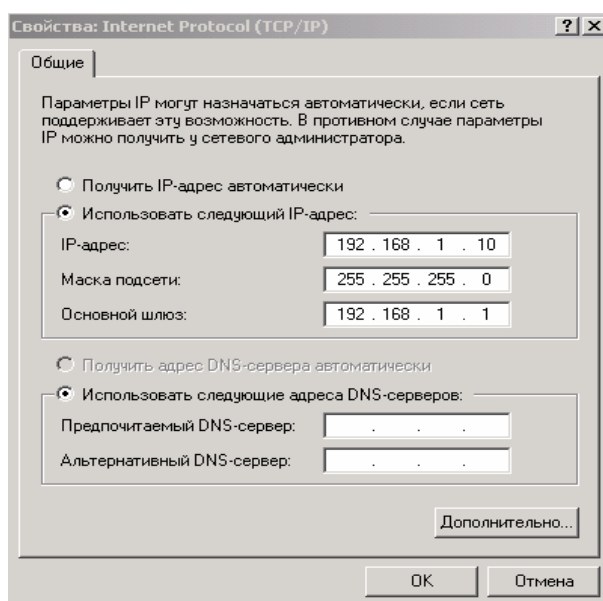 Свойства: Internet Protocol (TCP/IP)
Общие
Параметры IP могут назначаться автоматически, если сеть
поддерживает эту возможность. В противном случае параметры
IP можно получить у сетевого администратора.
Получить IP-адрес автоматически
Использовать следующий IP-адрес:
IP-адрес: 192 . 168 . 1 . 10
Маска подсети: 255 . 255 . 255 . 0
Основной шлюз: 192 . 168 . 1 . 1
Получить адрес DNS-сервера автоматически
Использовать следующие адреса DNS-серверов:
Предпочитаемый DNS-сервер: . . .
Альтернативный DNS-сервер: . . .
Дополнительно...
OK Отмена